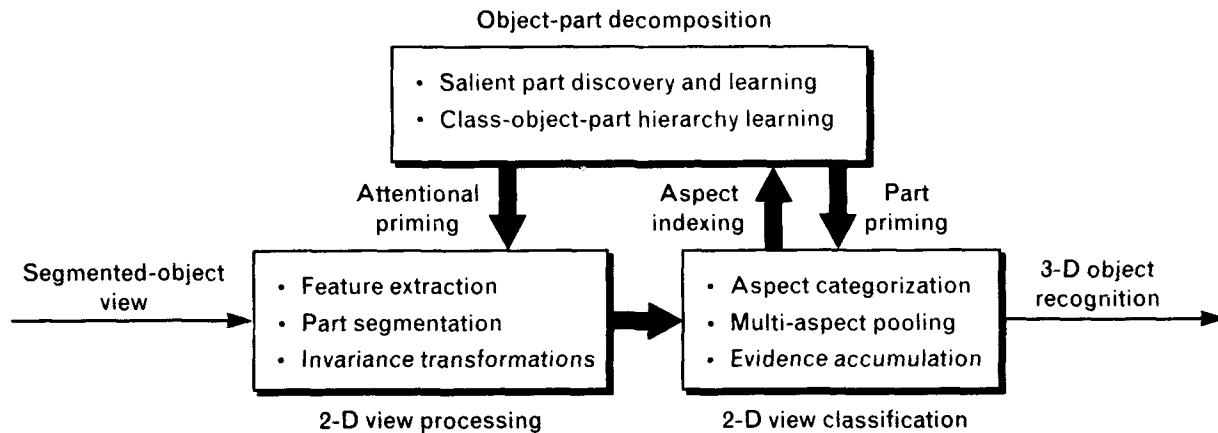 Object-part decomposition
• Salient part discovery and learning
• Class-object-part hierarchy learning
Attentional
priming
Aspect
indexing
Part
priming
Segmented-object
view
• Feature extraction
• Part segmentation
• Invariance transformations
• Aspect categorization
• Multi-aspect pooling
• Evidence accumulation
3-D object
recognition
2-D view processing
2-D view classification